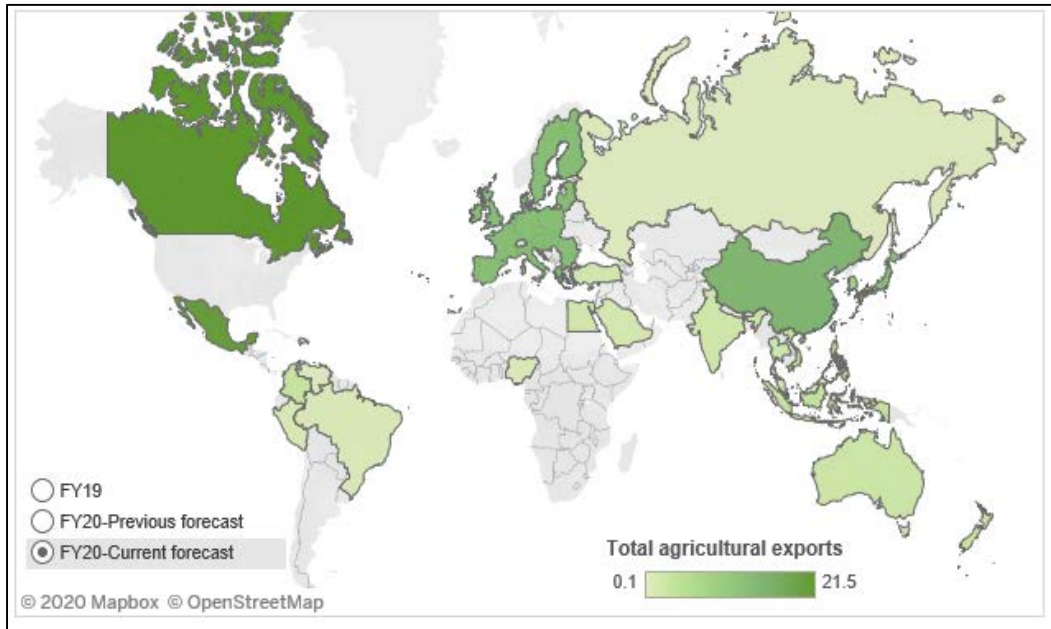 FY19
FY20-Previous forecast
FY20-Current forecast
Total agricultural exports
0.1 21.5
© 2020 Mapbox © OpenStreetMap